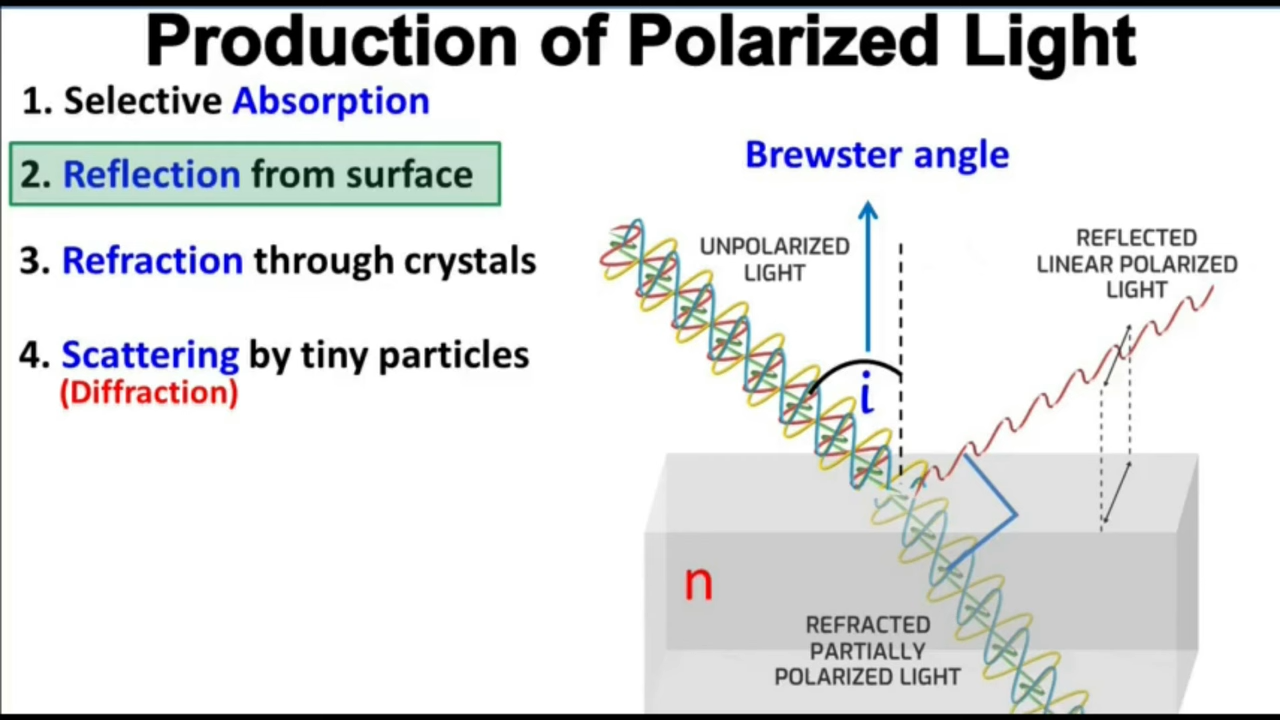 Production of Polarized Light
1. Selective Absorption
2. Reflection from surface
3. Refraction through crystals
4. Scattering by tiny particles
(Diffraction)
Brewster angle
UNPOLARIZED
LIGHT
REFLECTED
LINEAR POLARIZED
LIGHT
i
n
REFRACTED
PARTIALLY
POLARIZED LIGHT